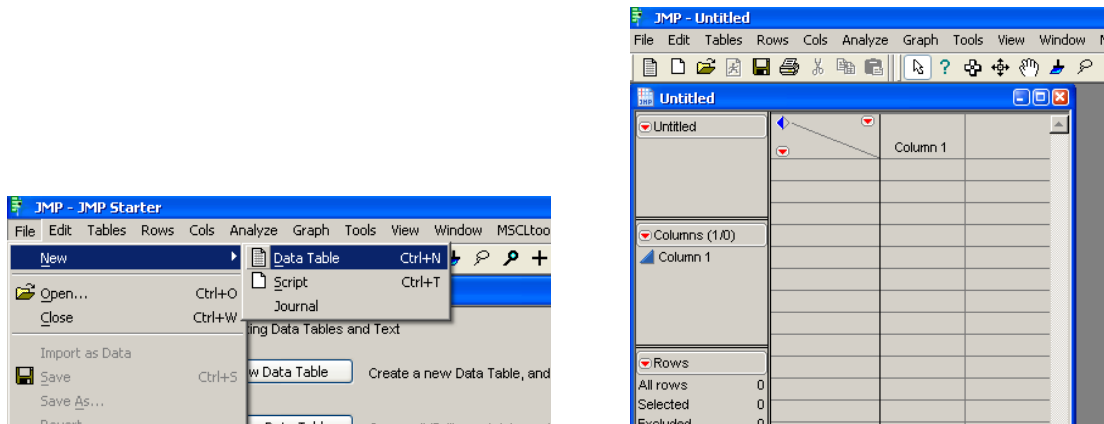 JMP - JMP Starter
File Edit Tables Rows Cols Analyze Graph Tools View Window MSCLtoo
New
Data Table Ctrl+N
Script Ctrl+T
Journal
Open... Ctrl+O
Close Ctrl+W
Import as Data
Save Ctrl+S
Save As...
Revert
ting Data Tables and Text
w Data Table
Create a new Data Table, and
JMP - Untitled
File Edit Tables Rows Cols Analyze Graph Tools View Window
Untitled
Untitled
Column 1
Columns (1/0)
Column 1
Rows
All rows 0
Selected 0
Excluded 0